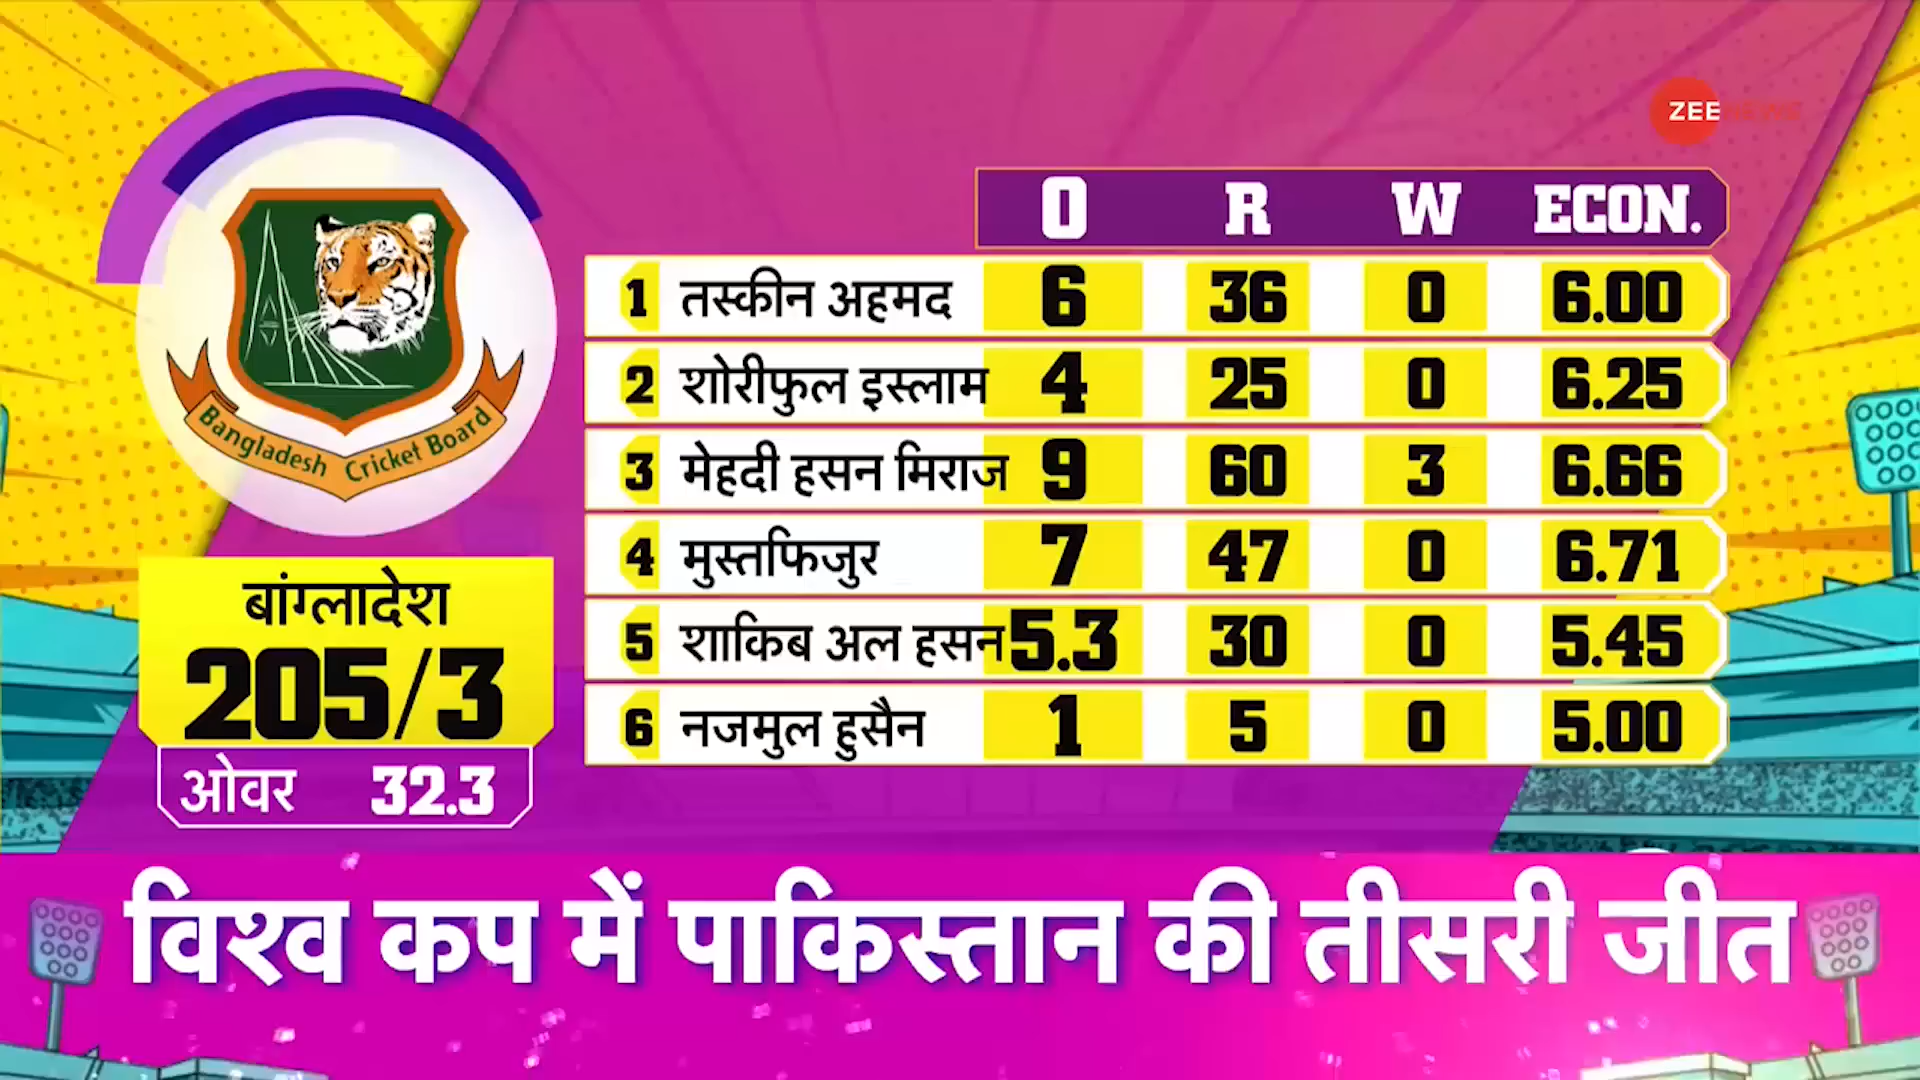 ZEE NEWS
O R W ECON.
1 तस्कीन अहमद 6 36 0 6.00
2 शोरीफुल इस्लाम 4 25 0 6.25
3 मेहदी हसन मिराज 9 60 3 6.66
4 मुस्तफिजुर 7 47 0 6.71
5 शाकिब अल हसन 5.3 30 0 5.45
6 नजमुल हुसैन 1 5 0 5.00
Bangladesh Cricket Board
बांग्लादेश
205/3
ओवर 32.3
विश्व कप में पाकिस्तान की तीसरी जीत